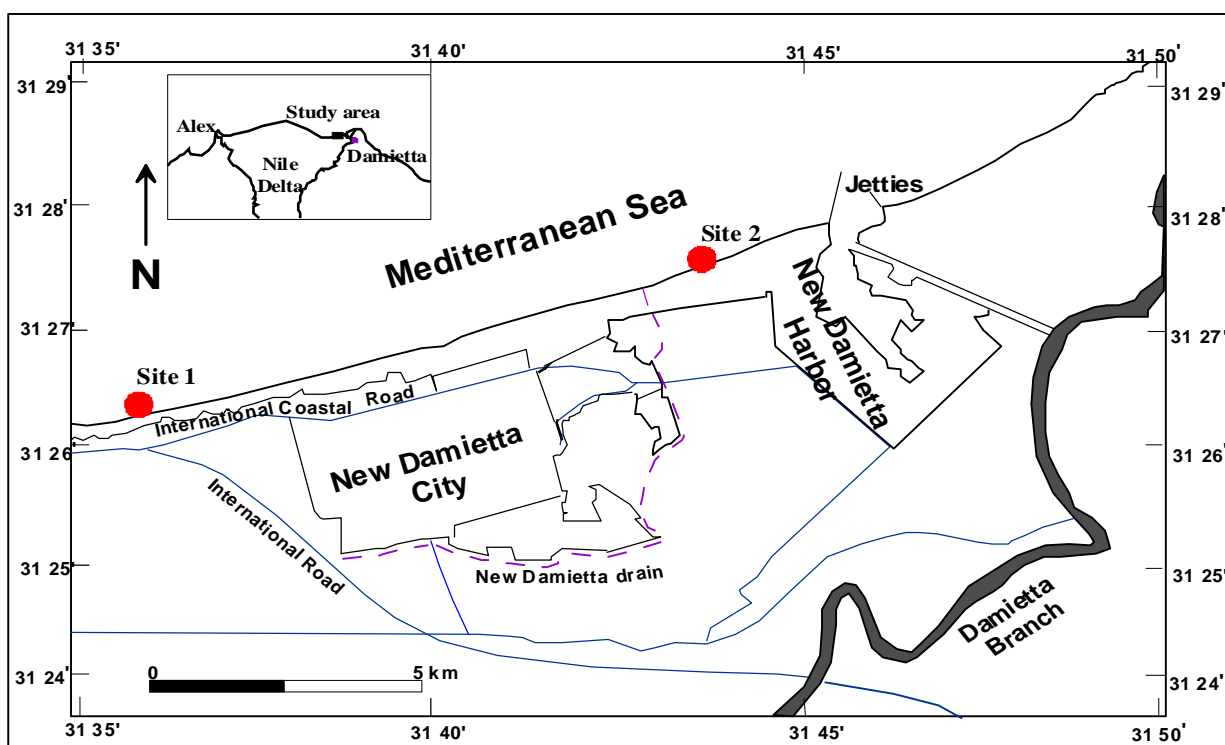 31 35'
31 40'
31 45'
31 50'
31 29'
31 29'
Study area
Alex
Damietta
Nile
Delta
Jetties
31 28'
31 28'
Mediterranean Sea
Site 2
N
New Damietta
Harbor
31 27'
31 27'
Site 1
International Coastal Road
31 26'
31 26'
New Damietta
City
International Road
31 25'
31 25'
New Damietta drain
Damietta
Branch
31 24'
31 24'
0 5 km
31 35'
31 40'
31 45'
31 50'